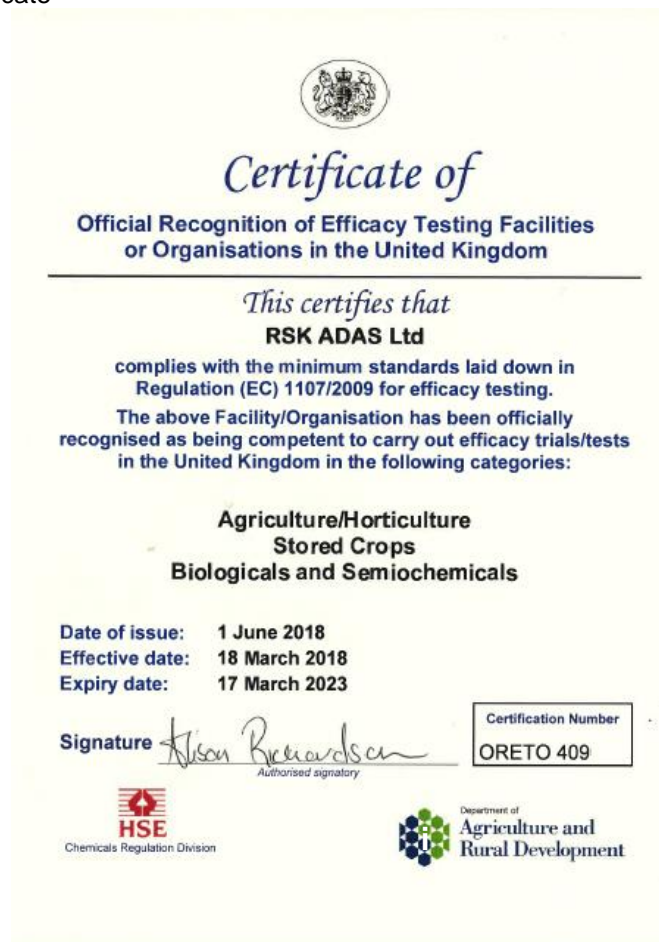 Certificate of
Official Recognition of Efficacy Testing Facilities
or Organisations in the United Kingdom
This certifies that
RSK ADAS Ltd
complies with the minimum standards laid down in
Regulation (EC) 1107/2009 for efficacy testing.
The above Facility/Organisation has been officially
recognised as being competent to carry out efficacy trials/tests
in the United Kingdom in the following categories:
Agriculture/Horticulture
Stored Crops
Biologicals and Semiochemicals
Date of issue: 1 June 2018
Effective date: 18 March 2018
Expiry date: 17 March 2023
Signature Alison Richardson
Authorised signatory
Certification Number
ORETO 409
HSE
Chemicals Regulation Division
Department of
Agriculture and
Rural Development